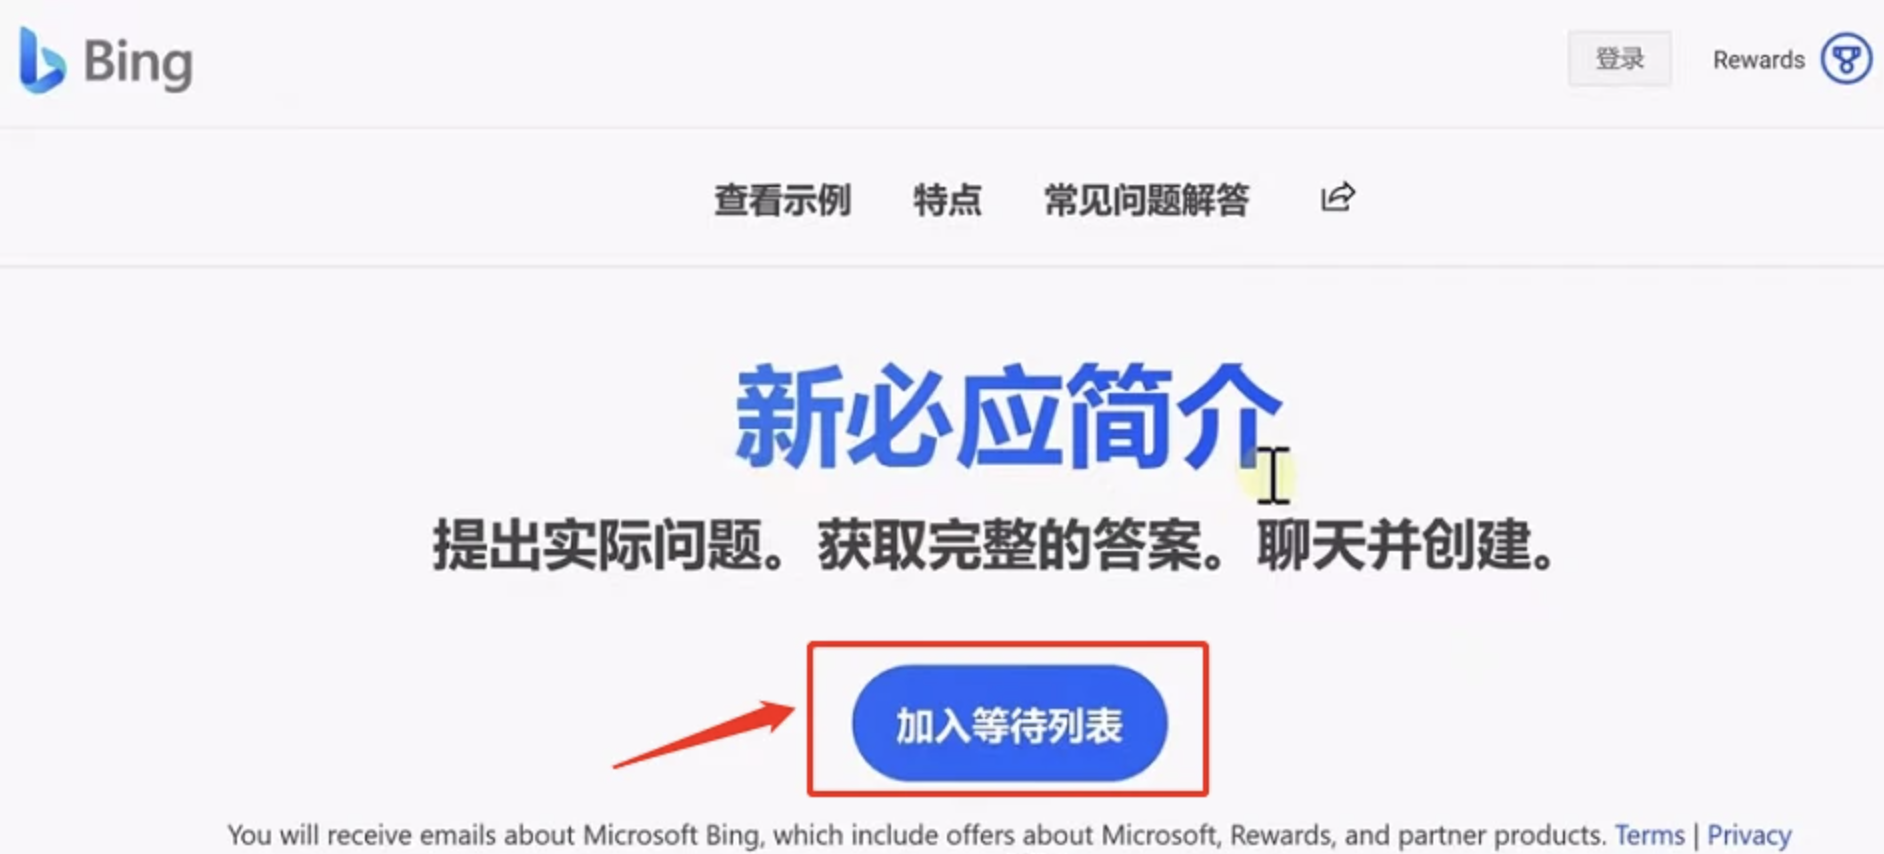 Bing
登录 Rewards
查看示例 特点 常见问题解答
新必应简介
提出实际问题。获取完整的答案。聊天并创建。
加入等待列表
You will receive emails about Microsoft Bing, which include offers about Microsoft, Rewards, and partner products. Terms | Privacy